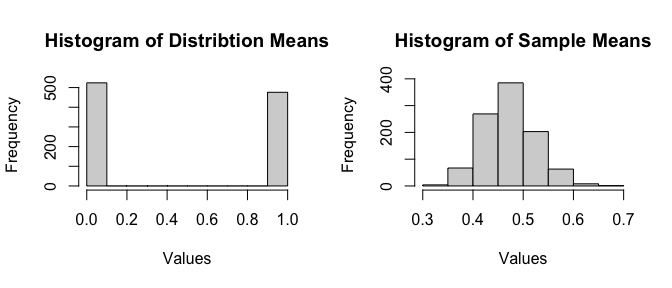 Histogram of Distribtion Means
Frequency
500
200
0
0.0 0.2 0.4 0.6 0.8 1.0
Values
Histogram of Sample Means
Frequency
400
200
0
0.3 0.4 0.5 0.6 0.7
Values